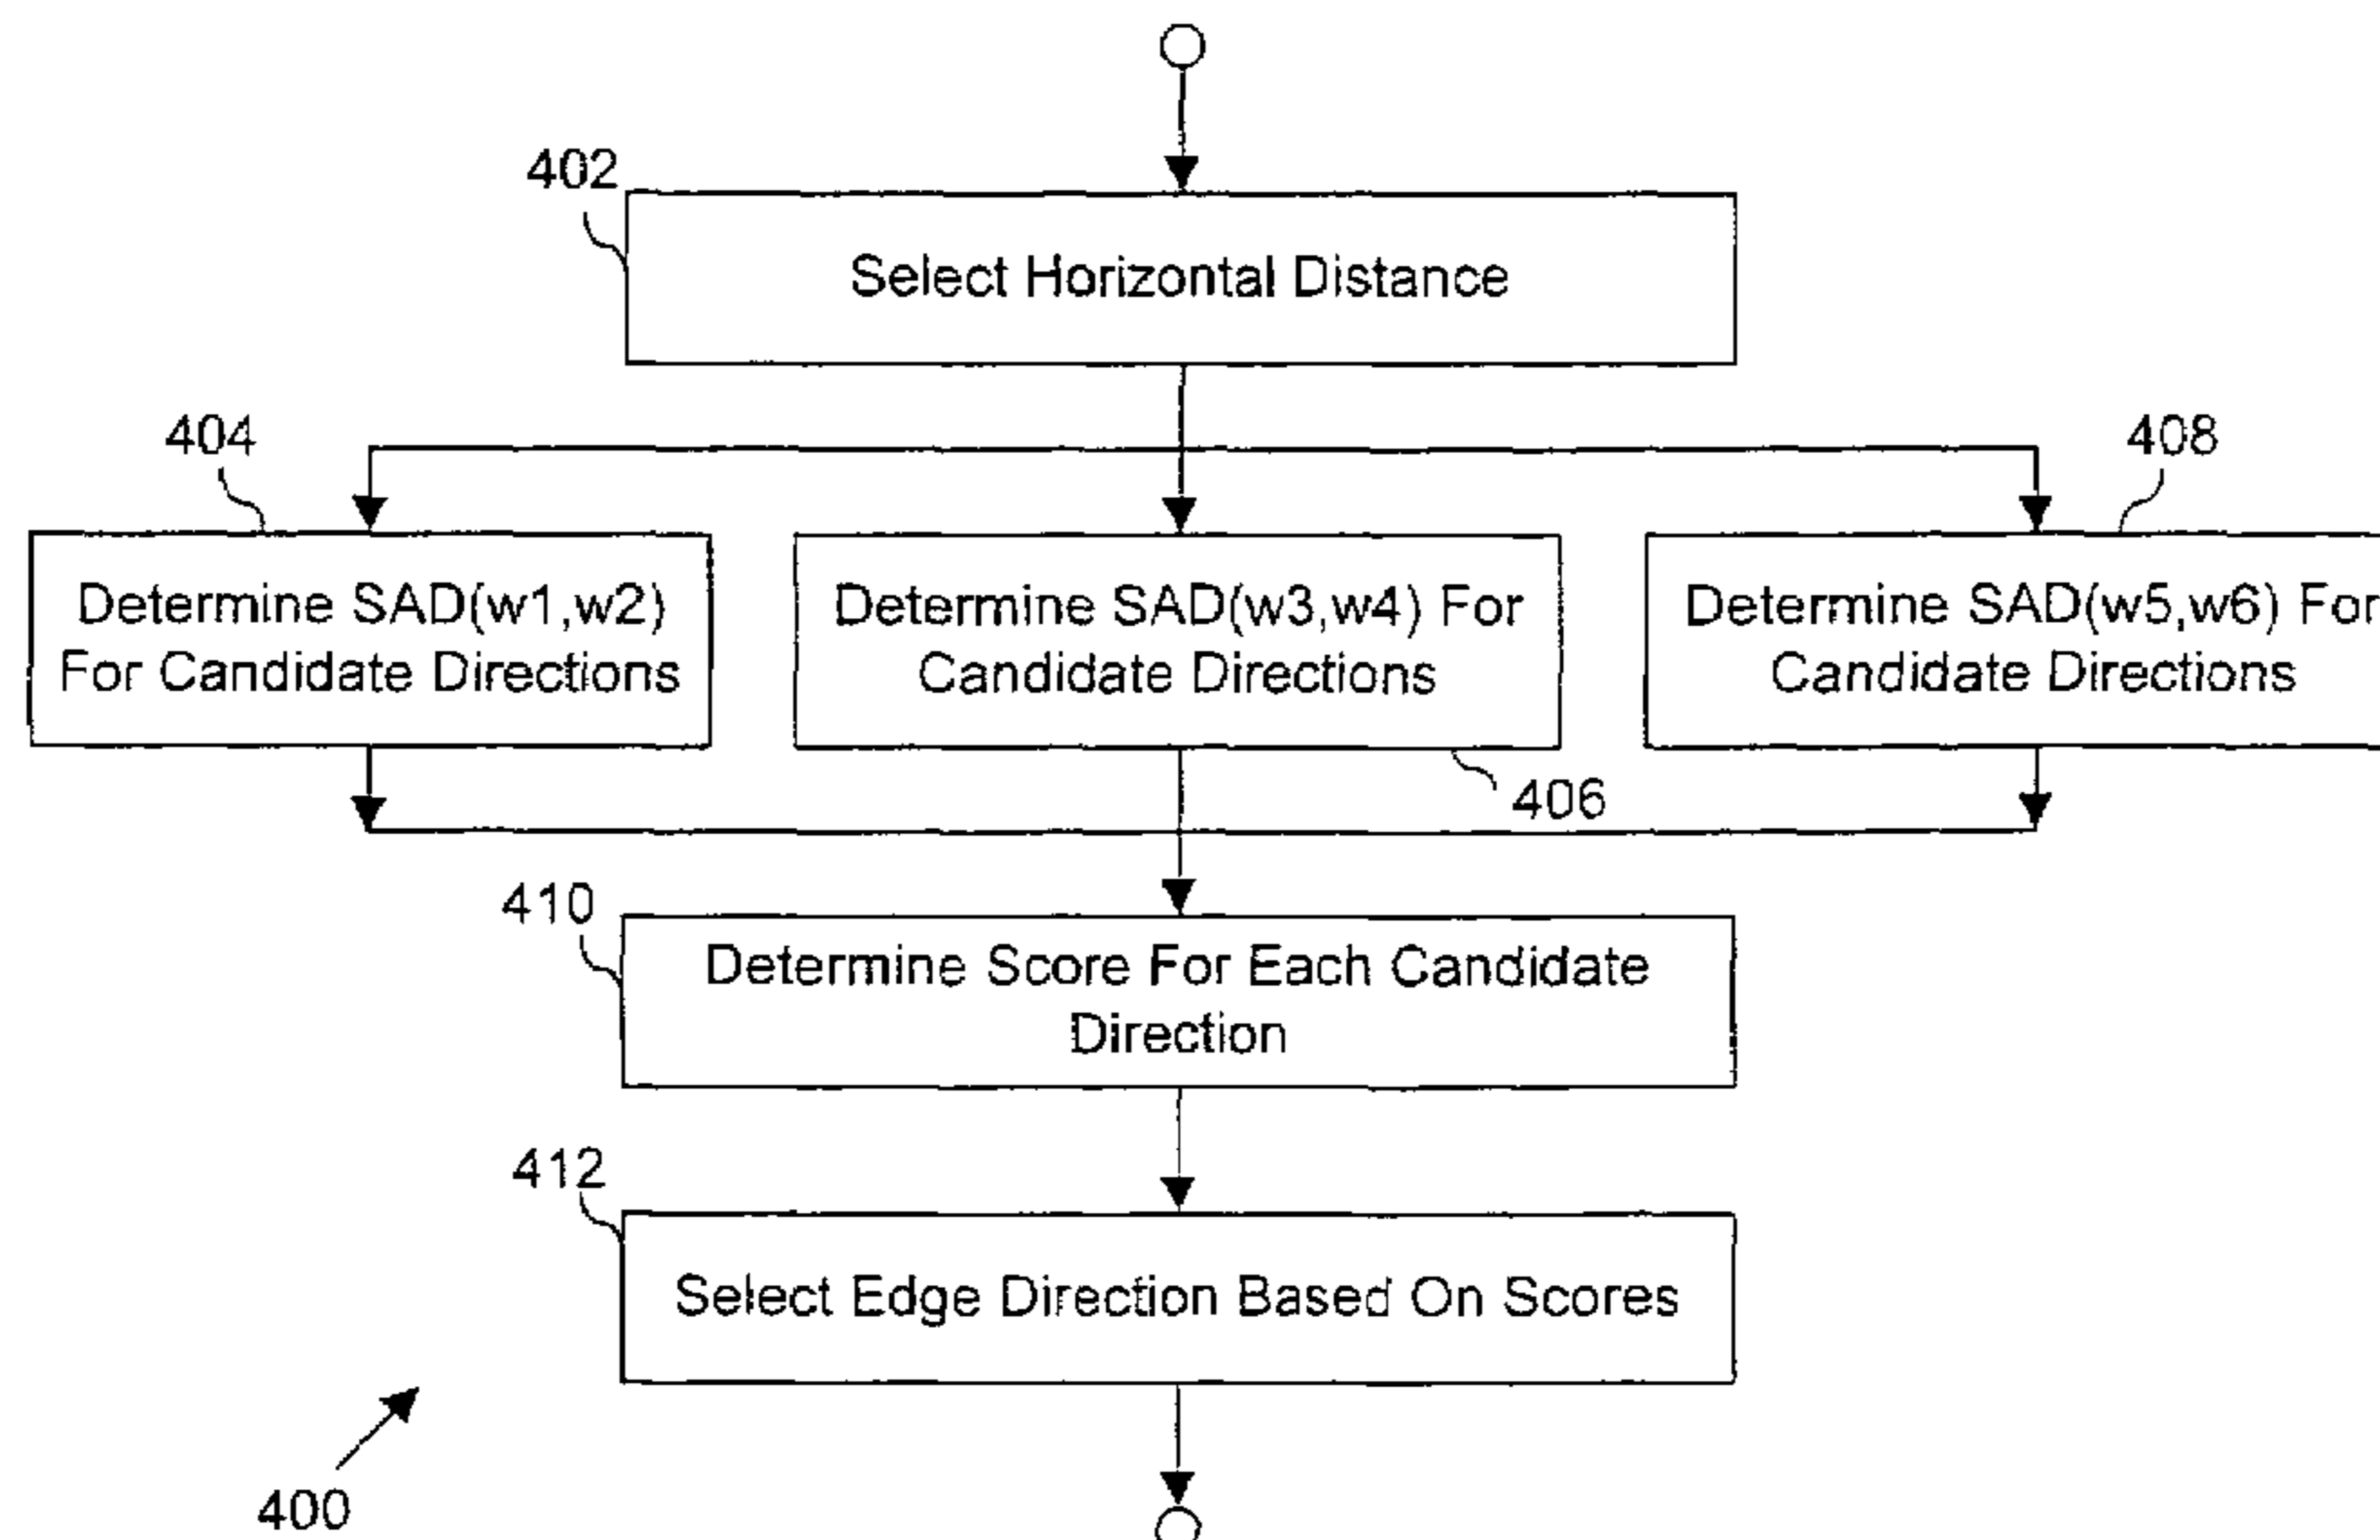 402
Select Horizontal Distance
404
408
Determine SAD(w1,w2)
For Candidate Directions
Determine SAD(w3,w4) For
Candidate Directions
Determine SAD(w5,w6) For
Candidate Directions
406
410
Determine Score For Each Candidate
Direction
412
Select Edge Direction Based On Scores
400